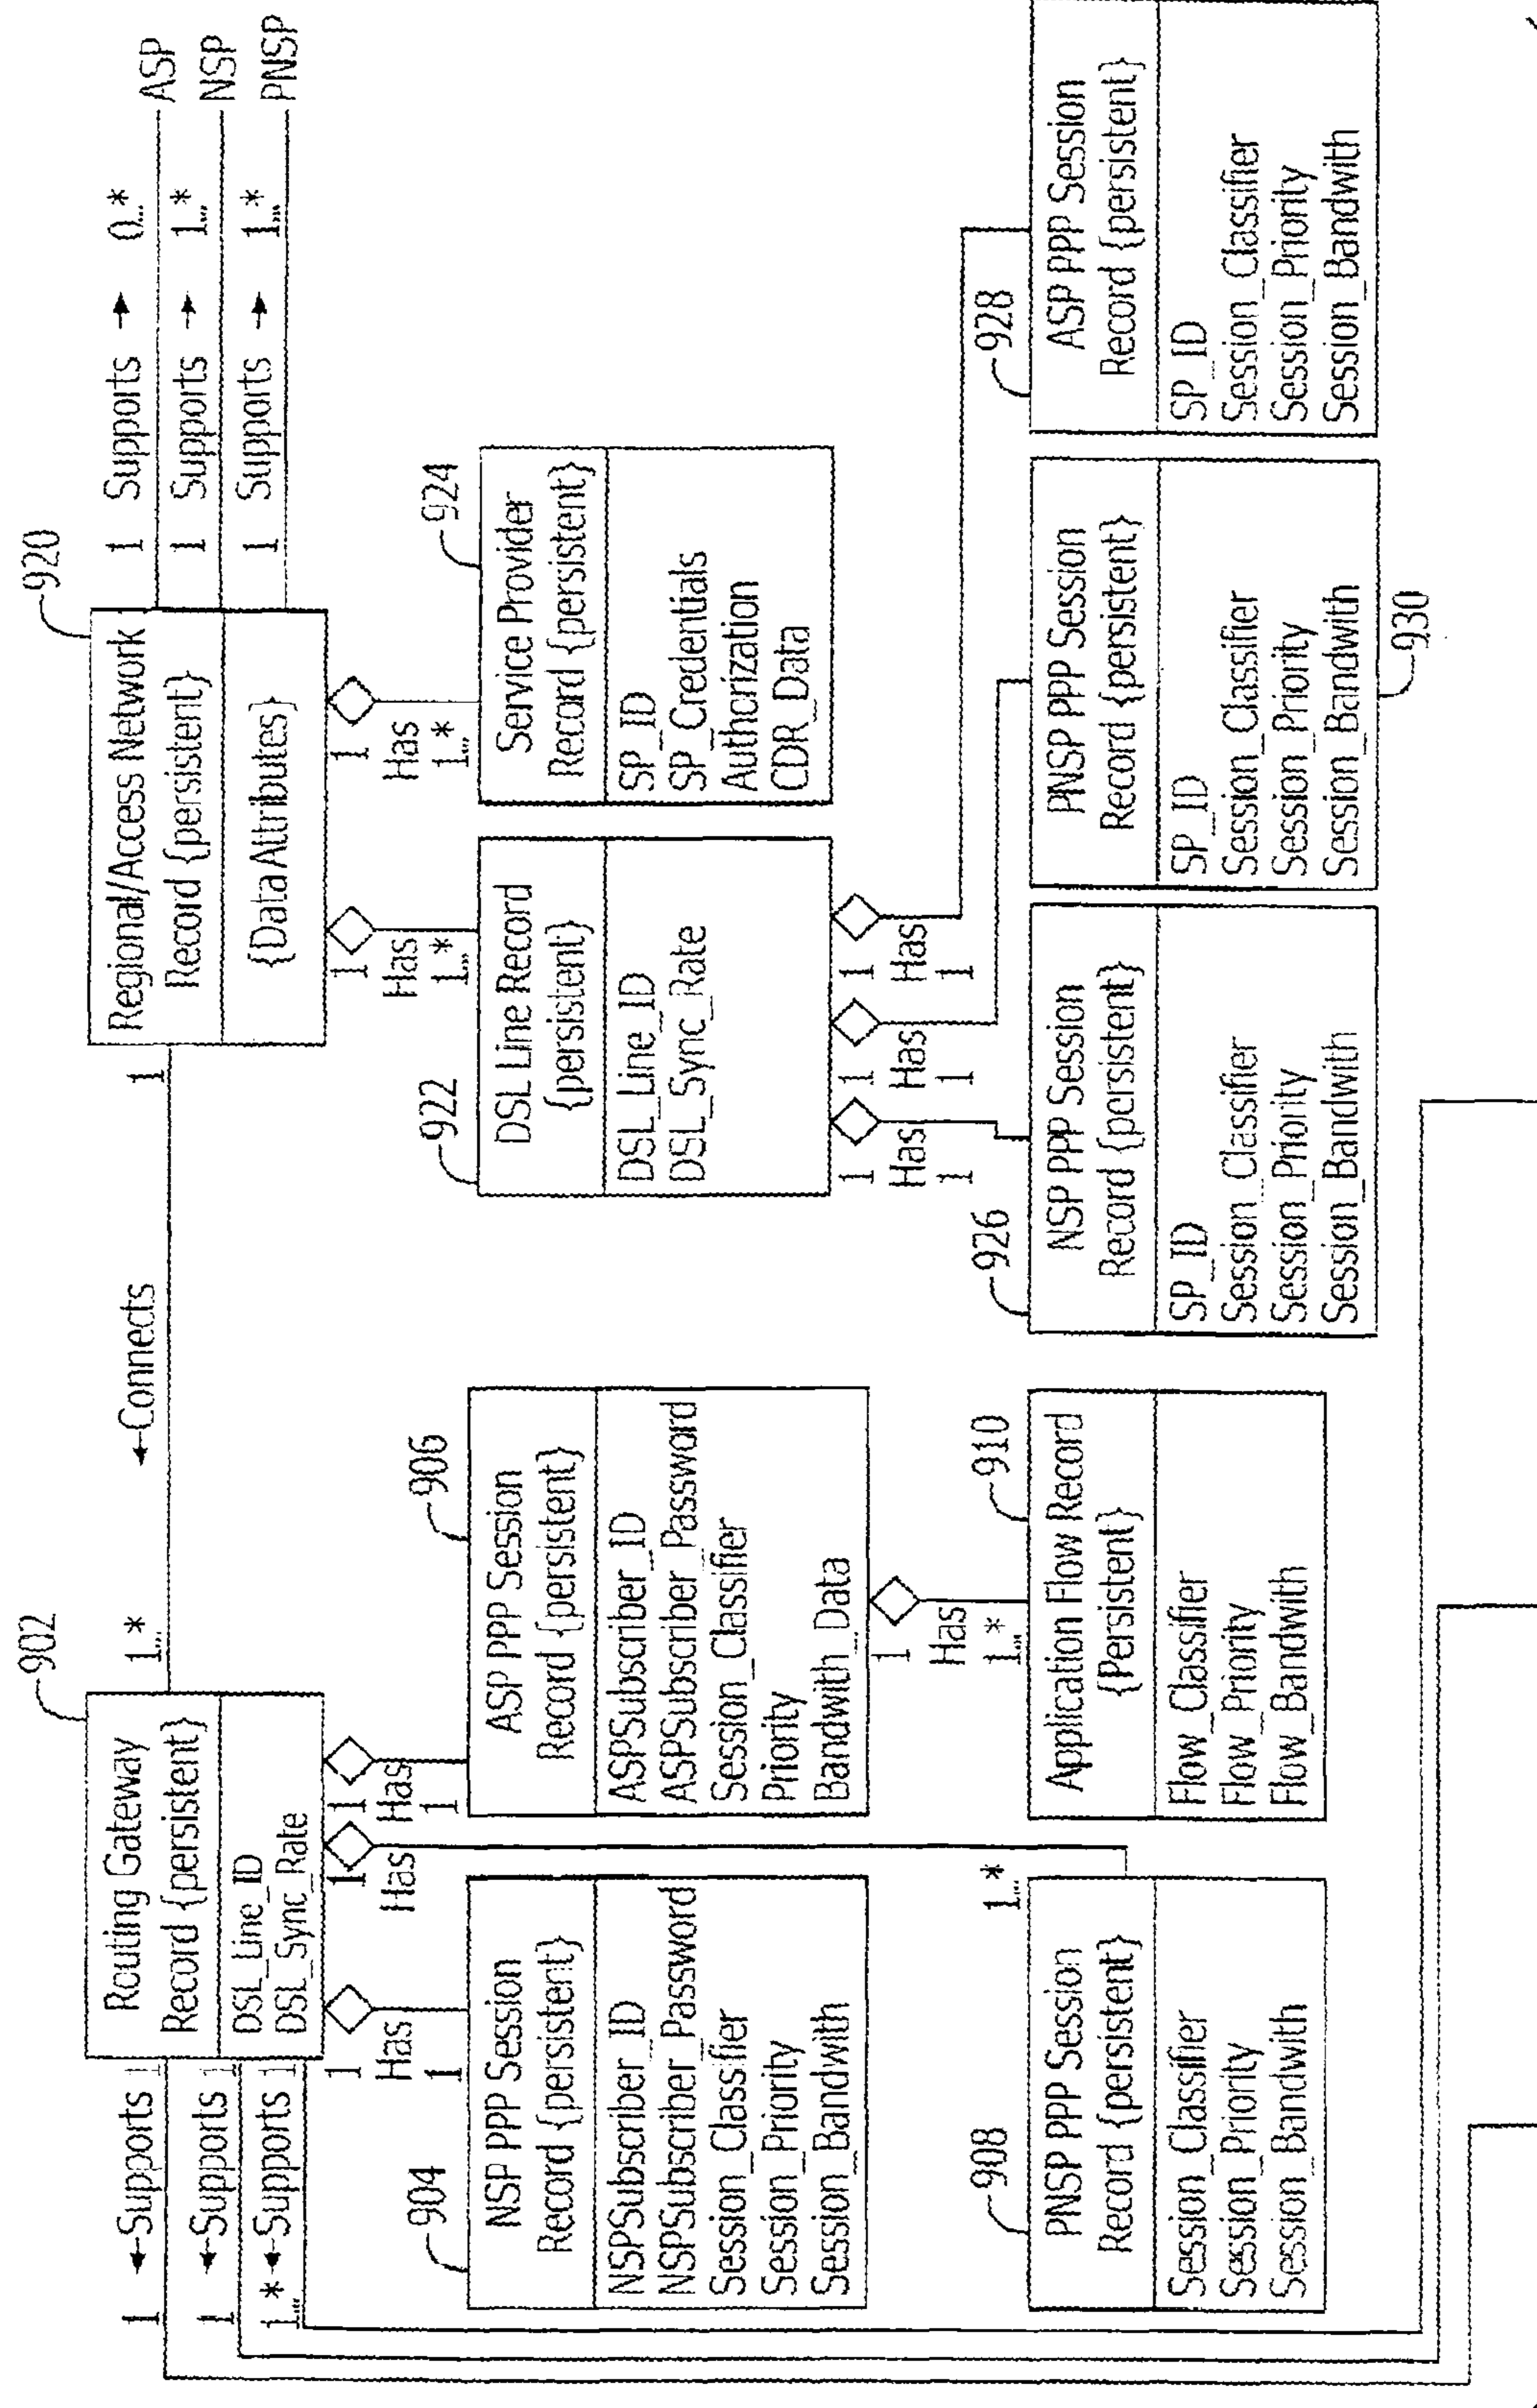 902
Routing Gateway
Record {persistent}
DSL_Line_ID
DSL_Sync_Rate
1 ←Supports 1
1 ←Supports 1
1..* ←Supports 1
1..*
←Connects
1
920
Regional/Access Network
Record {persistent}
{Data Attributes}
1 Supports → 0..*
ASP
1 Supports → 1..*
NSP
1 Supports → 1..*
PNSP
1
Has
1
1
Has
1..*
1
Has
1
904
NSP PPP Session
Record {persistent}
NSPSubscriber_ID
NSPSubscriber_Password
Session_Classifier
Session_Priority
Session_Bandwith
906
ASP PPP Session
Record {persistent}
ASPSubscriber_ID
ASPSubscriber_Password
Session_Classifier
Priority
Bandwith_Data
1
Has
1..*
908
PNSP PPP Session
Record {persistent}
Session_Classifier
Session_Priority
Session_Bandwith
910
Application Flow Record
{Persistent}
Flow_Classifier
Flow_Priority
Flow_Bandwith
1
Has
1..*
1
Has
1..*
922
DSL Line Record
{persistent}
DSL_Line_ID
DSL_Sync_Rate
924
Service Provider
Record {persistent}
SP_ID
SP_Credentials
Authorization
CDR_Data
1
Has
1
1
Has
1
1
Has
1
926
NSP PPP Session
Record {persistent}
SP_ID
Session_Classifier
Session_Priority
Session_Bandwith
PNSP PPP Session
Record {persistent}
SP_ID
Session_Classifier
Session_Priority
Session_Bandwith
930
928
ASP PPP Session
Record {persistent}
SP_ID
Session_Classifier
Session_Priority
Session_Bandwith